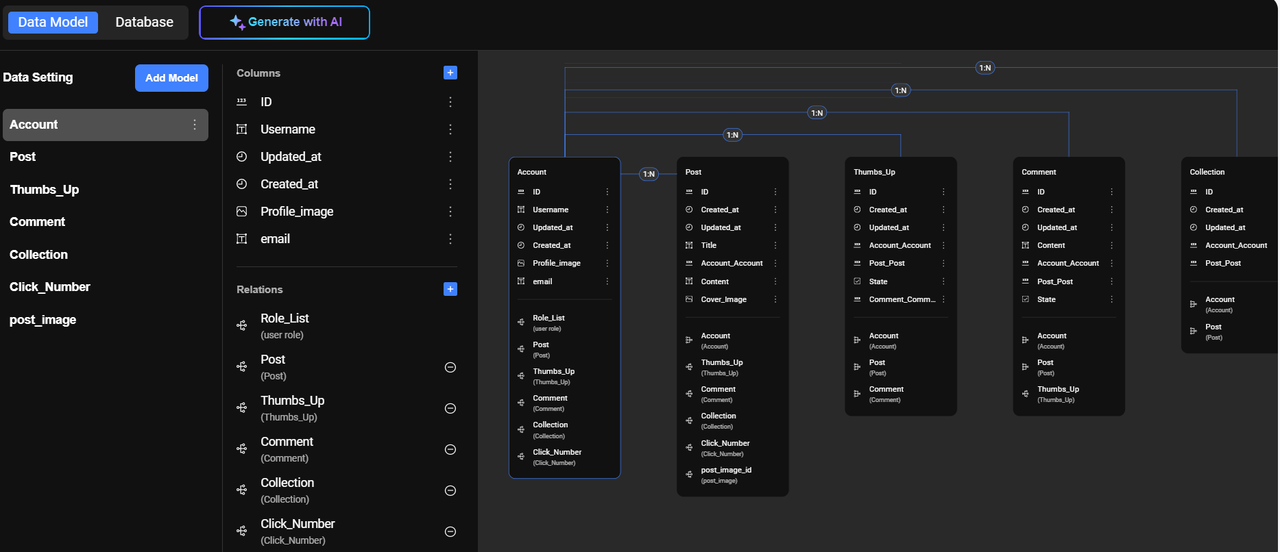 Data Model
Database
Generate with AI
Data Setting
Add Model
Account
Post
Thumbs_Up
Comment
Collection
Click_Number
post_image
Columns
ID
Username
Updated_at
Created_at
Profile_image
email
Relations
Role_List
(user role)
Post
(Post)
Thumbs_Up
(Thumbs_Up)
Comment
(Comment)
Collection
(Collection)
Click_Number
(Click_Number)
1:N
1:N
1:N
1:N
1:N
Account
ID
Username
Updated_at
Created_at
Profile_image
email
Role_List
(user role)
Post
(Post)
Thumbs_Up
(Thumbs_Up)
Comment
(Comment)
Collection
(Collection)
Click_Number
(Click_Number)
Post
ID
Created_at
Updated_at
Title
Account_Account
Content
Cover_Image
Account
(Account)
Thumbs_Up
(Thumbs_Up)
Comment
(Comment)
Collection
(Collection)
Click_Number
(Click_Number)
post_image_id
(post_image)
Thumbs_Up
ID
Created_at
Updated_at
Account_Account
Post_Post
State
Comment_Comm...
Account
(Account)
Post
(Post)
Comment
(Comment)
Comment
ID
Created_at
Updated_at
Content
Account_Account
Post_Post
State
Account
(Account)
Post
(Post)
Thumbs_Up
(Thumbs_Up)
Collection
ID
Created_at
Updated_at
Account_Account
Post_Post
Account
(Account)
Post
(Post)